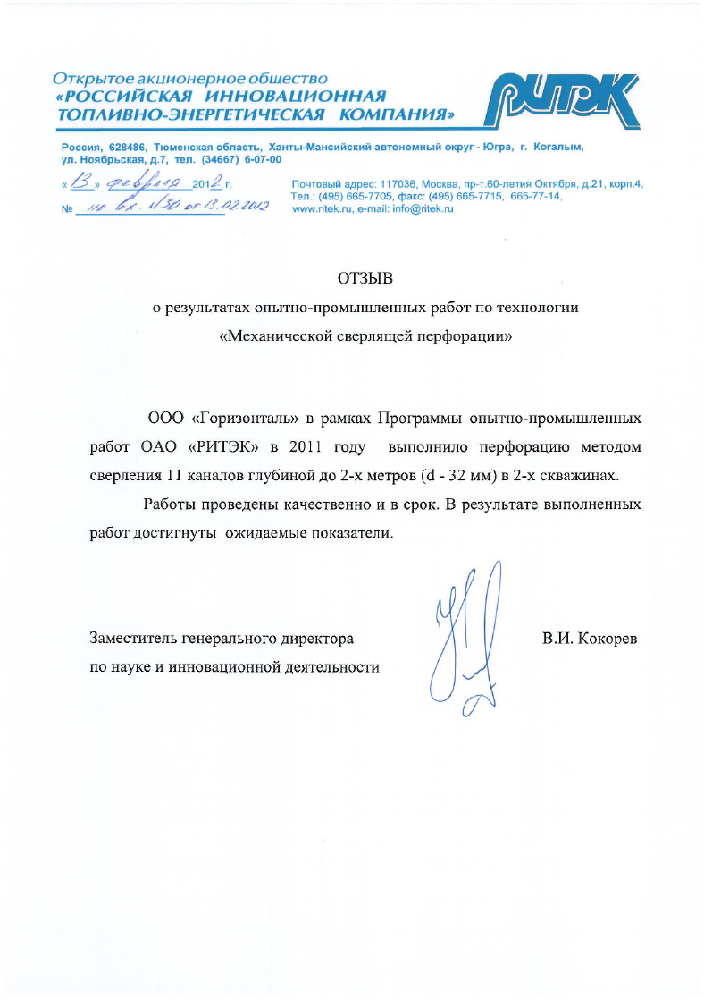 Открытое акционерное общество
«РОССИЙСКАЯ ИННОВАЦИОННАЯ
ТОПЛИВНО-ЭНЕРГЕТИЧЕСКАЯ КОМПАНИЯ»
РИТЭК
Россия, 628486, Тюменская область, Ханты-Мансийский автономный округ - Югра, г. Когалым,
ул. Ноябрьская, д.7, тел. (34667) 6-07-00
« 13 » февраля 2012 г.
№ на вх. №30 от 13.02.2012
Почтовый адрес: 117036, Москва, пр-т.60-летия Октября, д.21, корп.4,
Тел.: (495) 665-7705, факс: (495) 665-7715, 665-77-14,
www.ritek.ru, e-mail: info@ritek.ru
ОТЗЫВ
о результатах опытно-промышленных работ по технологии
«Механической сверлящей перфорации»
ООО «Горизонталь» в рамках Программы опытно-промышленных
работ ОАО «РИТЭК» в 2011 году выполнило перфорацию методом
сверления 11 каналов глубиной до 2-х метров (d - 32 мм) в 2-х скважинах.
Работы проведены качественно и в срок. В результате выполненных
работ достигнуты ожидаемые показатели.
Заместитель генерального директора
по науке и инновационной деятельности
В.И. Кокорев